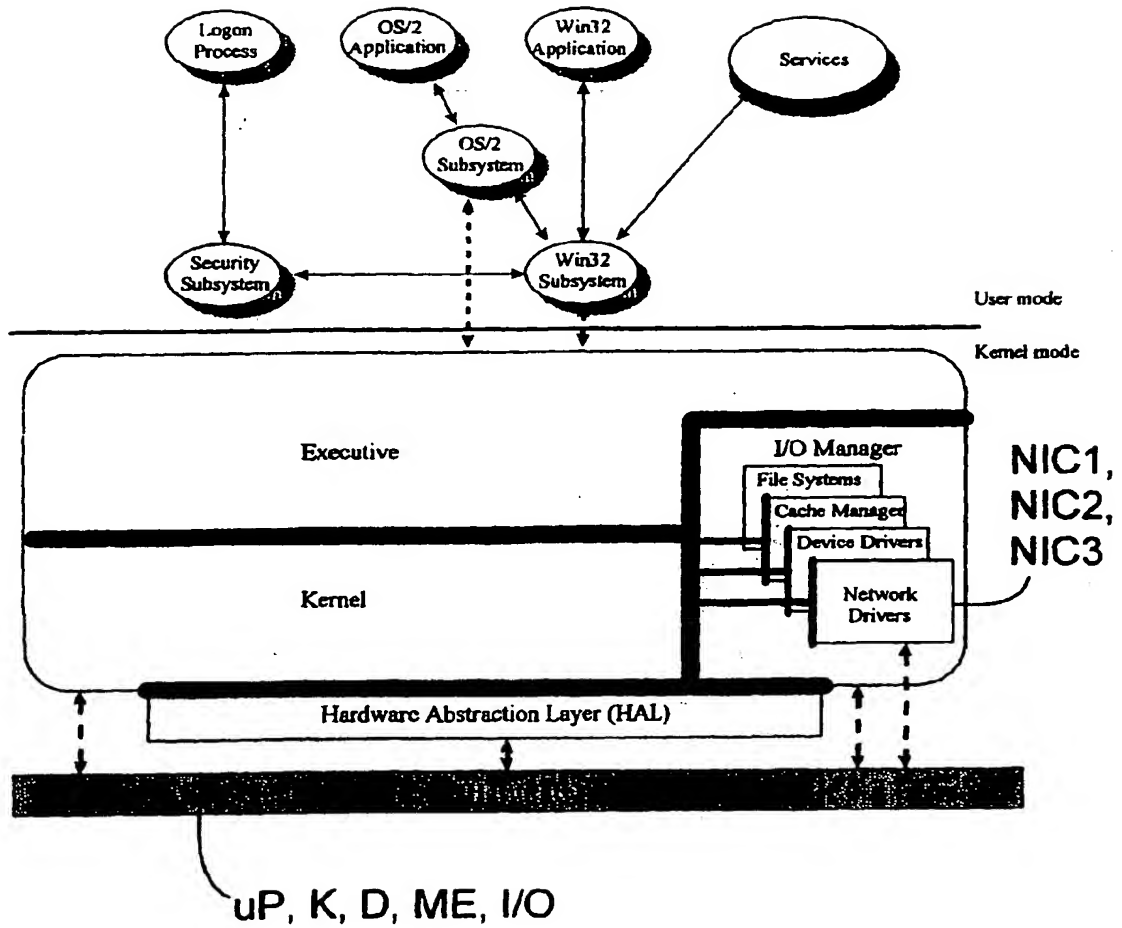 Logon
Process
OS/2
Application
Win32
Application
Services
OS/2
Subsystem
Security
Subsystem
Win32
Subsystem
User mode
Kernel mode
Executive
I/O Manager
File Systems
Cache Manager
Device Drivers
Network
Drivers
NIC1,
NIC2,
NIC3
Kernel
Hardware Abstraction Layer (HAL)
uP, K, D, ME, I/O